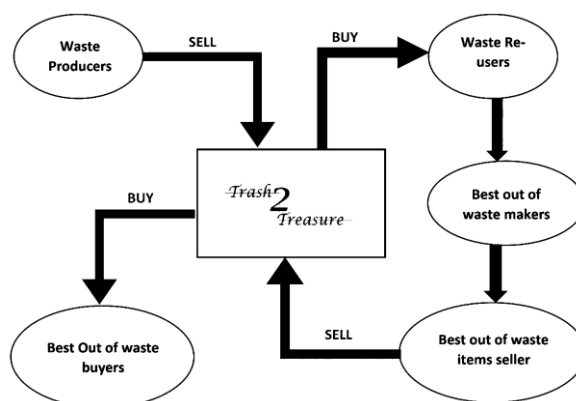 Waste
Producers
SELL
BUY
Waste Re-
users
Trash
2
Treasure
BUY
Best out of
waste makers
Best Out of waste
buyers
SELL
Best out of waste
items seller